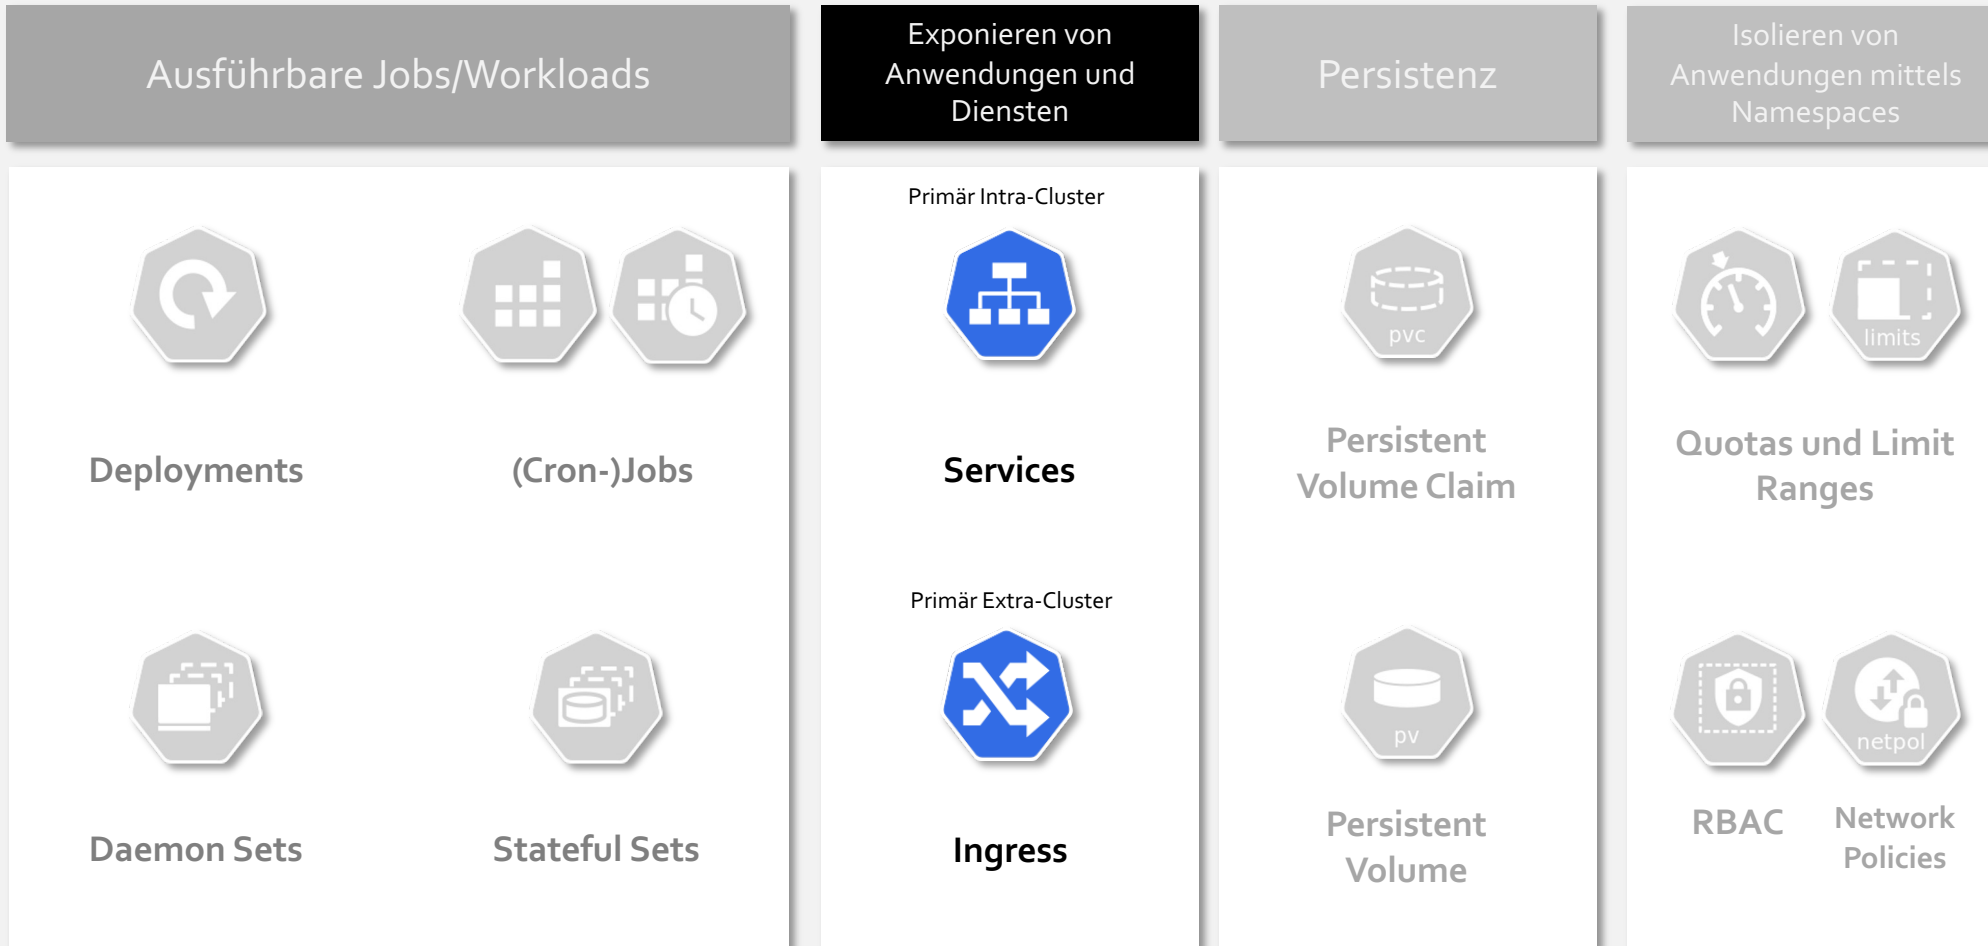 Ausführbare Jobs/Workloads
Exponieren von
Anwendungen und
Diensten
Persistenz
Isolieren von
Anwendungen mittels
Namespaces
Deployments
(Cron-)Jobs
Daemon Sets
Stateful Sets
Primär Intra-Cluster
Services
Primär Extra-Cluster
Ingress
pvc
Persistent
Volume Claim
pv
Persistent
Volume
limits
Quotas und Limit
Ranges
netpol
RBAC
Network
Policies